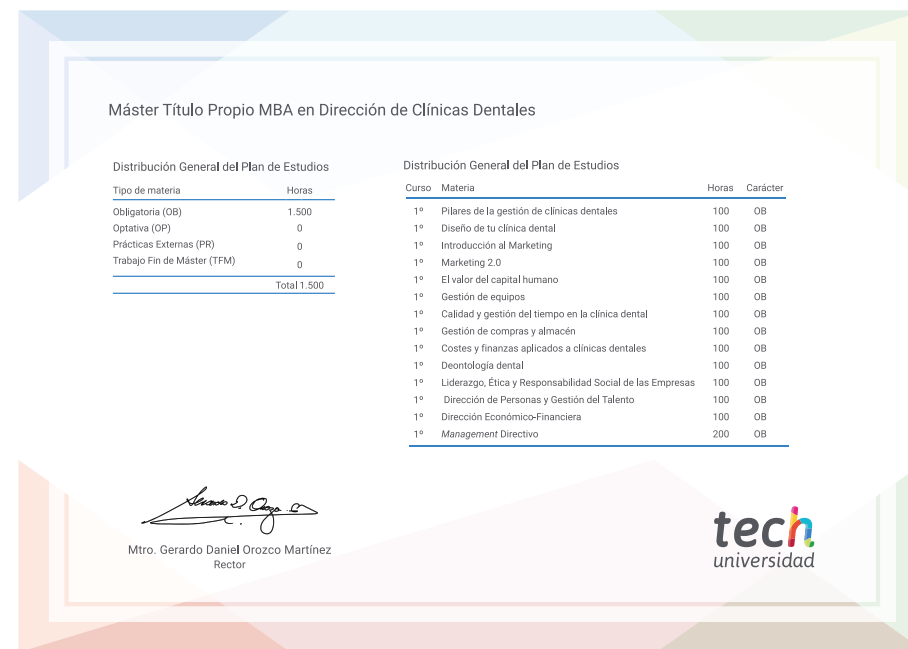 Máster Título Propio MBA en Dirección de Clínicas Dentales
Distribución General del Plan de Estudios
Tipo de materia Horas
Obligatoria (OB) 1.500
Optativa (OP) 0
Prácticas Externas (PR) 0
Trabajo Fin de Máster (TFM) 0
Total 1.500
Distribución General del Plan de Estudios
Curso Materia Horas Carácter
1º Pilares de la gestión de clínicas dentales 100 OB
1º Diseño de tu clínica dental 100 OB
1º Introducción al Marketing 100 OB
1º Marketing 2.0 100 OB
1º El valor del capital humano 100 OB
1º Gestión de equipos 100 OB
1º Calidad y gestión del tiempo en la clínica dental 100 OB
1º Gestión de compras y almacén 100 OB
1º Costes y finanzas aplicados a clínicas dentales 100 OB
1º Deontología dental 100 OB
1º Liderazgo, Ética y Responsabilidad Social de las Empresas 100 OB
1º Dirección de Personas y Gestión del Talento 100 OB
1º Dirección Económico-Financiera 100 OB
1º Management Directivo 200 OB
Mtro. Gerardo Daniel Orozco Martínez
Rector
tech
universidad